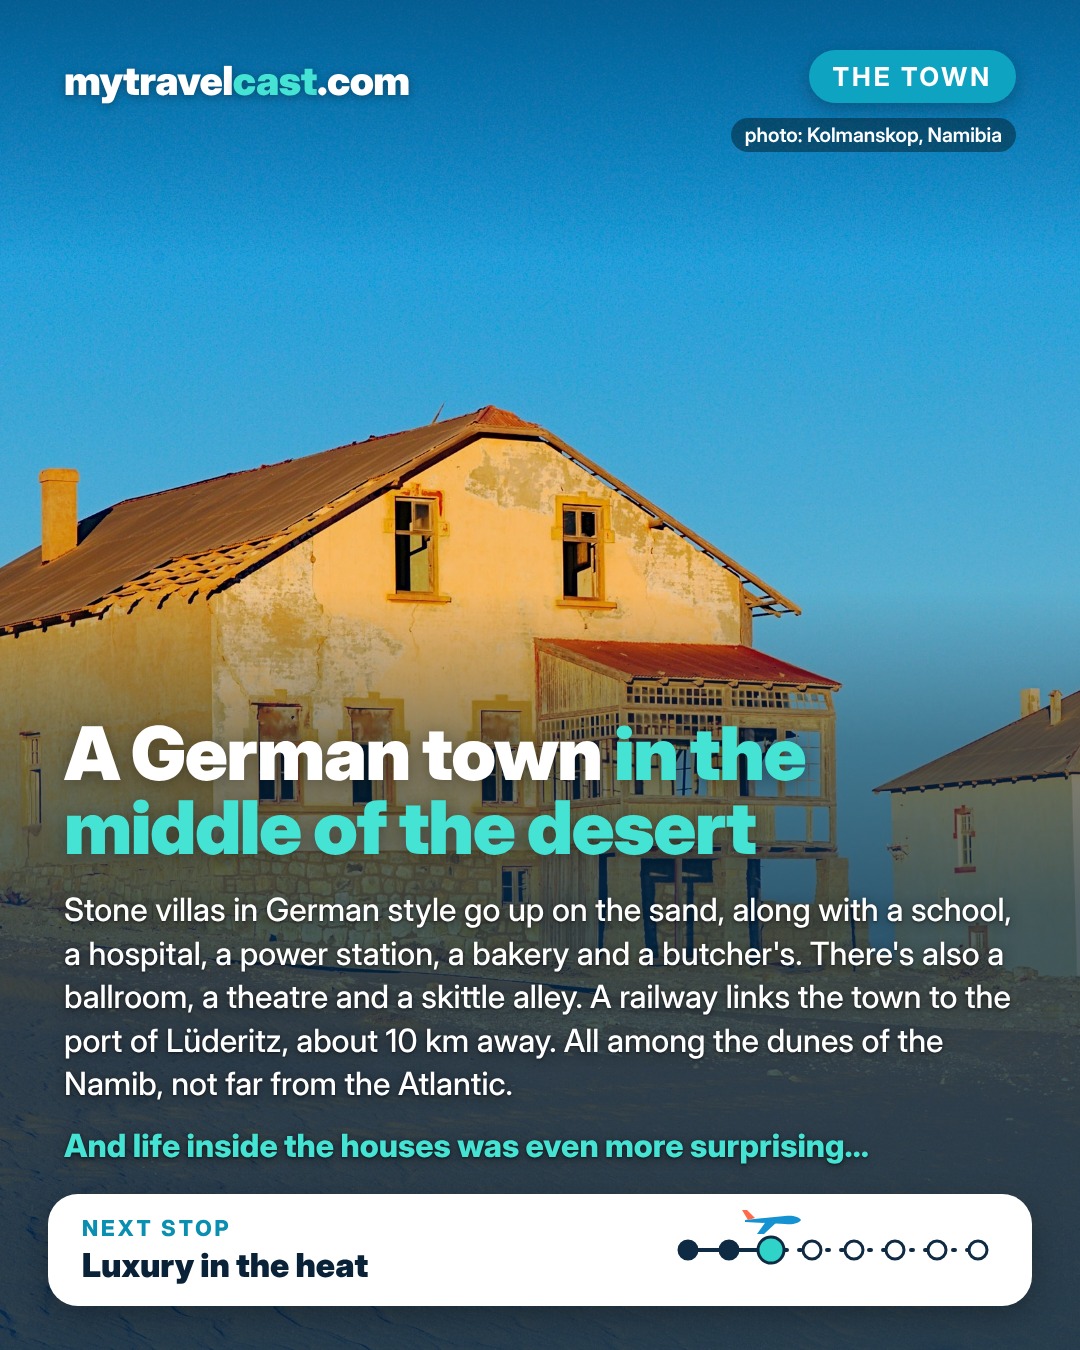 mytravelcast.com
THE TOWN
photo: Kolmanskop, Namibia
A German town in the
middle of the desert
Stone villas in German style go up on the sand, along with a school,
a hospital, a power station, a bakery and a butcher's. There's also a
ballroom, a theatre and a skittle alley. A railway links the town to the
port of Lüderitz, about 10 km away. All among the dunes of the
Namib, not far from the Atlantic.
And life inside the houses was even more surprising...
NEXT STOP
Luxury in the heat